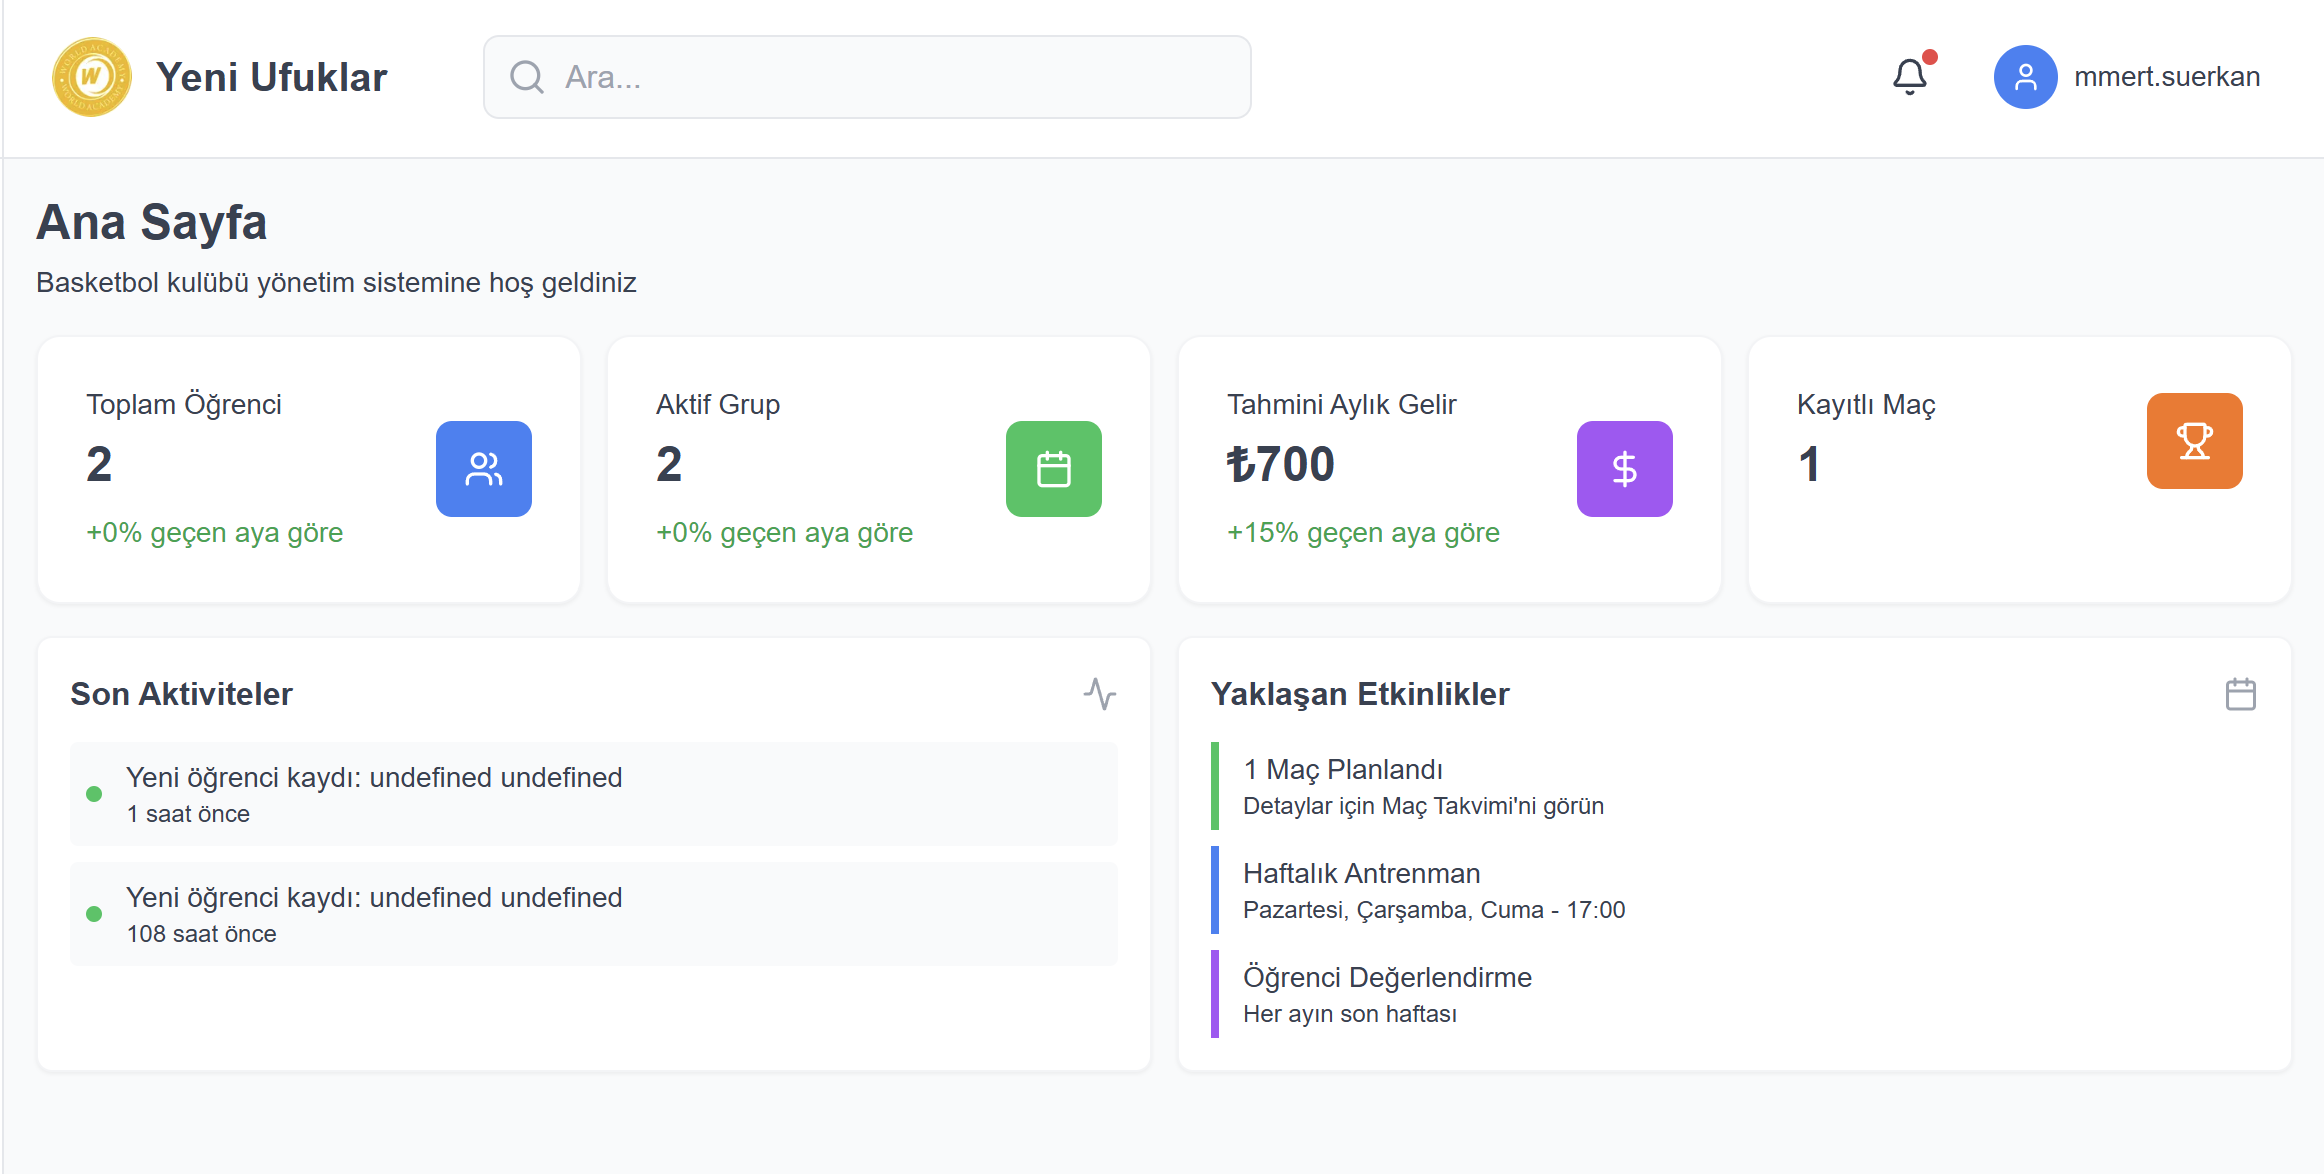 WORLD ACADEMY
W
WORLD ACADEMY
Yeni Ufuklar
Ara...
mmert.suerkan
Ana Sayfa
Basketbol kulübü yönetim sistemine hoş geldiniz
Toplam Öğrenci
2
+0% geçen aya göre
Aktif Grup
2
+0% geçen aya göre
Tahmini Aylık Gelir
₺700
+15% geçen aya göre
Kayıtlı Maç
1
Son Aktiviteler
Yeni öğrenci kaydı: undefined undefined
1 saat önce
Yeni öğrenci kaydı: undefined undefined
108 saat önce
Yaklaşan Etkinlikler
1 Maç Planlandı
Detaylar için Maç Takvimi'ni görün
Haftalık Antrenman
Pazartesi, Çarşamba, Cuma - 17:00
Öğrenci Değerlendirme
Her ayın son haftası